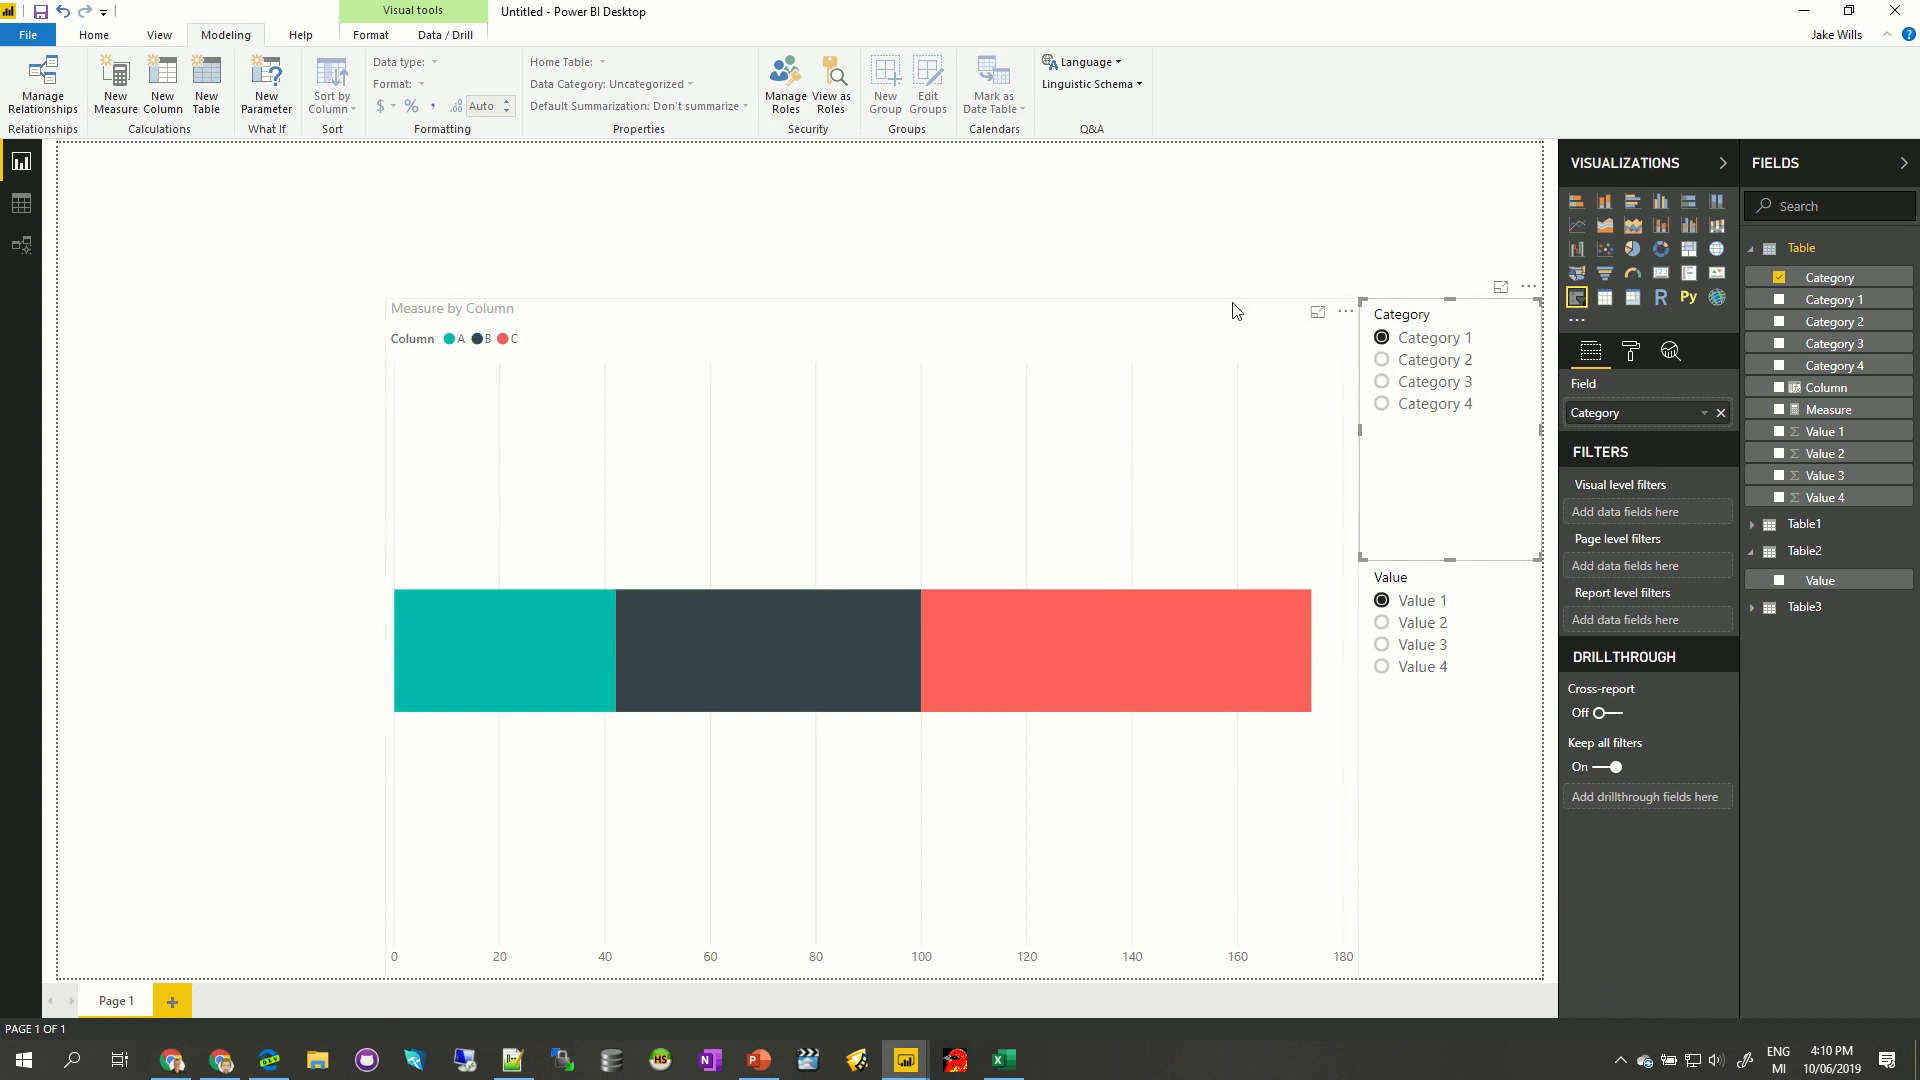 Visual tools
Untitled - Power BI Desktop
File
Home
View
Modeling
Help
Format
Data / Drill
Jake Wills
?
Manage Relationships
New Measure
New Column
New Table
New Parameter
Sort by Column
Data type:
Format:
$ % , .00 Auto
Home Table:
Data Category: Uncategorized
Default Summarization: Don't summarize
Manage Roles
View as Roles
New Group
Edit Groups
Mark as Date Table
Language
Linguistic Schema
Relationships
Calculations
What If
Sort
Formatting
Properties
Security
Groups
Calendars
Q&A
Measure by Column
Column A B C
0 20 40 60 80 100 120 140 160 180
Category
Category 1
Category 2
Category 3
Category 4
Value
Value 1
Value 2
Value 3
Value 4
VISUALIZATIONS
R
Py
Field
Category
FILTERS
Visual level filters
Add data fields here
Page level filters
Add data fields here
Report level filters
Add data fields here
DRILLTHROUGH
Cross-report
Off
Keep all filters
On
Add drillthrough fields here
FIELDS
Search
Table
Category
Category 1
Category 2
Category 3
Category 4
Column
Measure
Σ Value 1
Σ Value 2
Σ Value 3
Σ Value 4
Table1
Table2
Value
Table3
Page 1
+
PAGE 1 OF 1
HS
ENG
MI
4:10 PM
10/06/2019